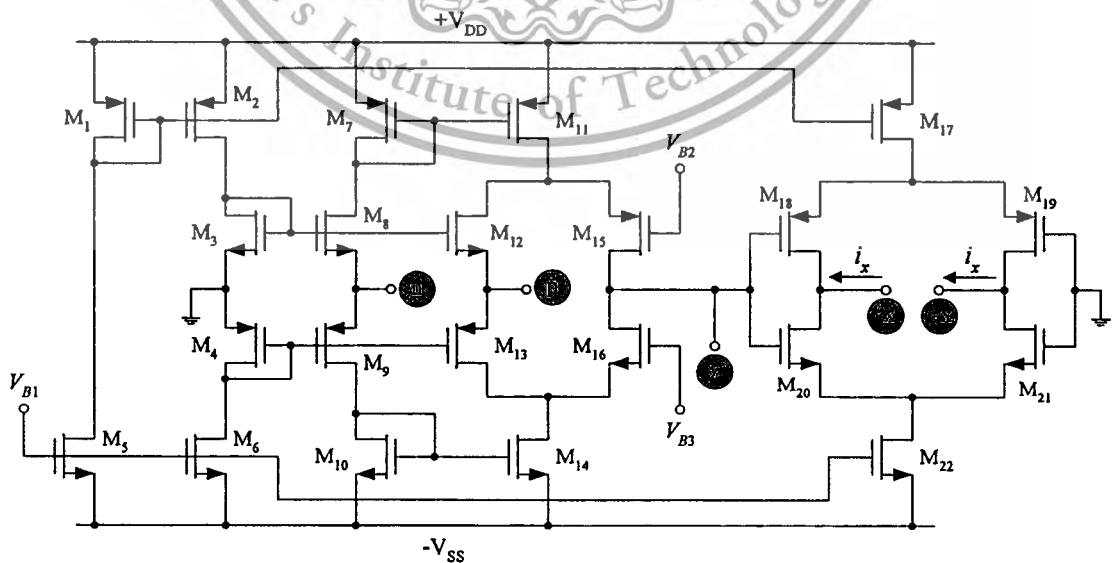 's Institute of Technolo
+V_DD
M_1
M_2
M_7
M_11
M_17
V_B2
M_3
M_8
M_12
M_15
M_18
M_19
i_x
i_x
n
p
z
M_4
M_9
M_13
M_16
M_20
M_21
V_B1
V_B3
M_5
M_6
M_10
M_14
M_22
-V_SS